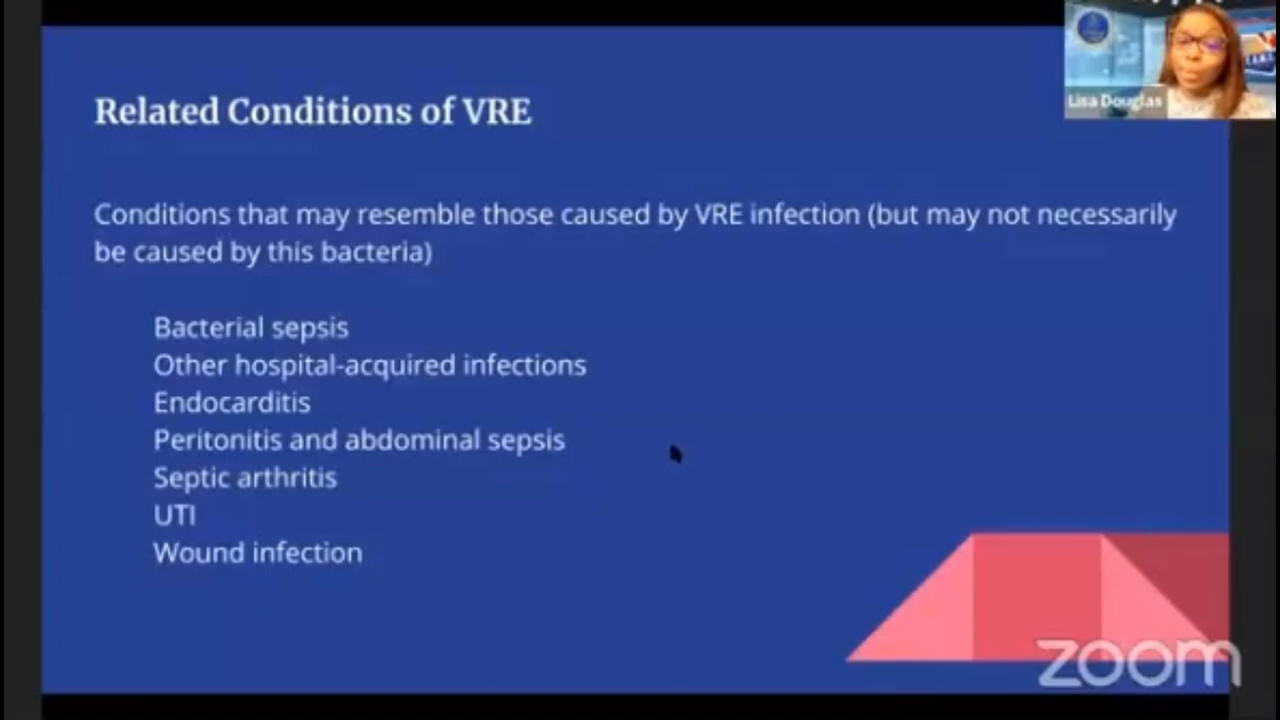 Related Conditions of VRE
Lisa Douglas
Conditions that may resemble those caused by VRE infection (but may not necessarily
be caused by this bacteria)
Bacterial sepsis
Other hospital-acquired infections
Endocarditis
Peritonitis and abdominal sepsis
Septic arthritis
UTI
Wound infection
zoom